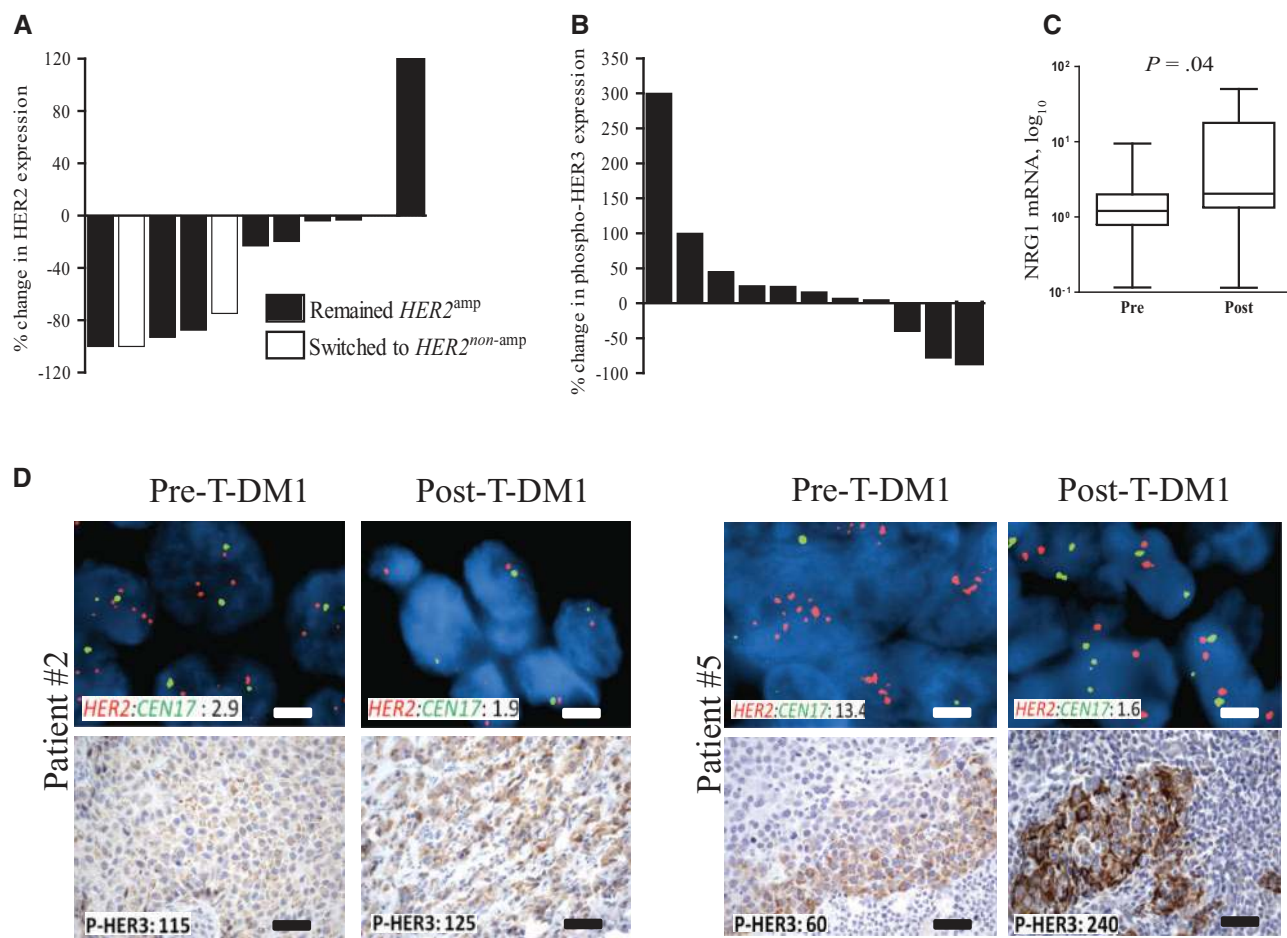 A
% change in HER2 expression
120
80
40
0
-40
-80
-120
Remained HER2amp
Switched to HER2non-amp
B
% change in phospho-HER3 expression
350
300
250
200
150
100
50
0
-50
-100
C
P = .04
NRG1 mRNA, log10
10²
10¹
10⁰
10-1
Pre
Post
D
Pre-T-DM1
Post-T-DM1
Pre-T-DM1
Post-T-DM1
Patient #2
HER2:CEN17 : 2.9
HER2:CEN17: 1.9
P-HER3: 115
P-HER3: 125
Patient #5
HER2:CEN17: 13.4
HER2:CEN17: 1.6
P-HER3: 60
P-HER3: 240